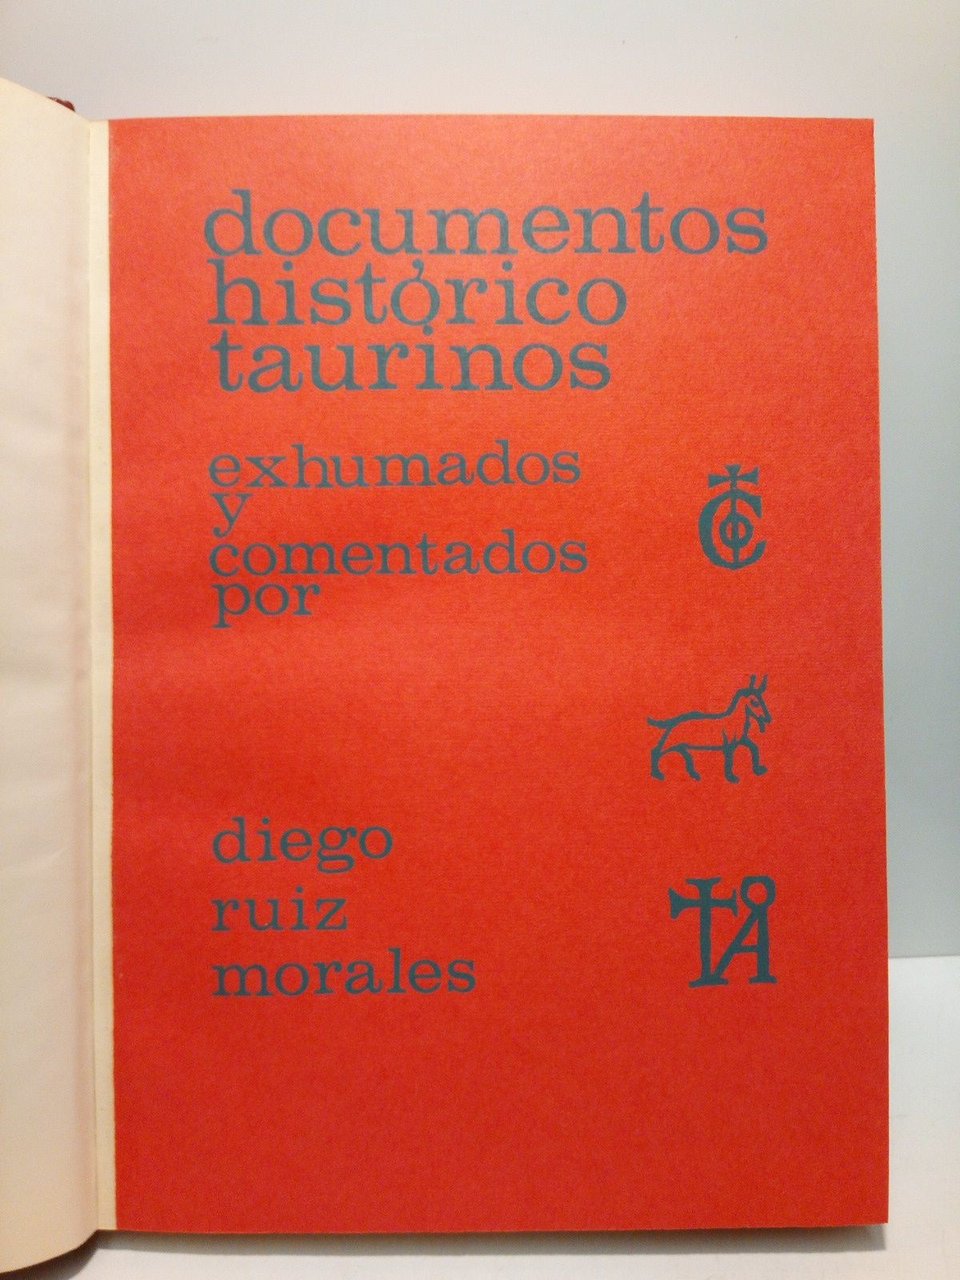 documentos
histórico
taurinos
exhumados
y
comentados
por
diego
ruiz
morales